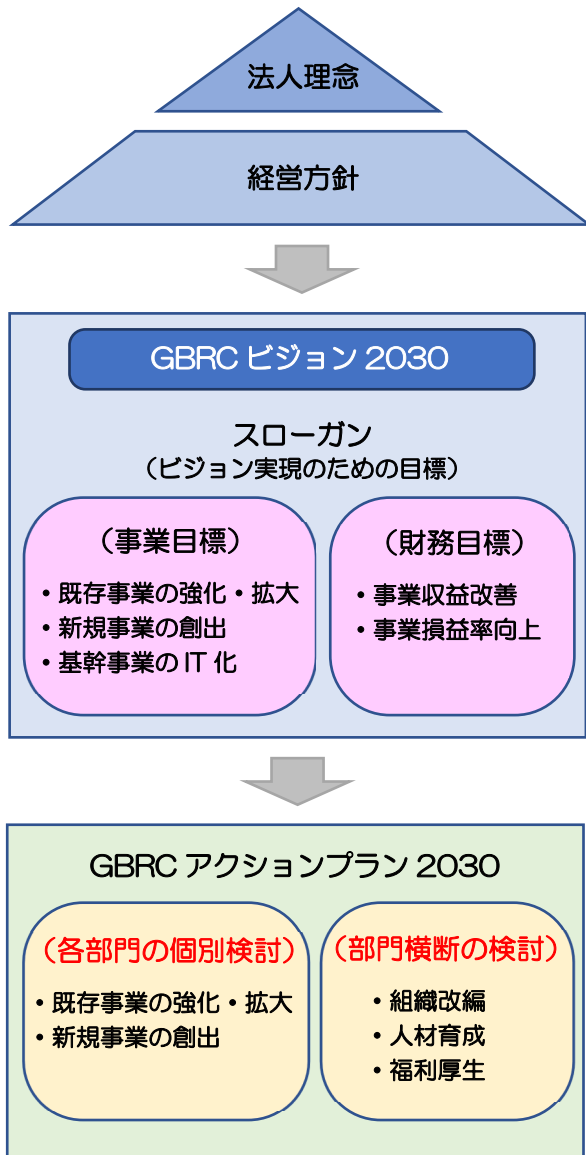 法人理念
経営方針
GBRC ビジョン 2030
スローガン
（ビジョン実現のための目標）
（事業目標）
・既存事業の強化・拡大
・新規事業の創出
・基幹事業の IT 化
（財務目標）
・事業収益改善
・事業損益率向上
GBRC アクションプラン 2030
（各部門の個別検討）
・既存事業の強化・拡大
・新規事業の創出
（部門横断の検討）
・組織改編
・人材育成
・福利厚生